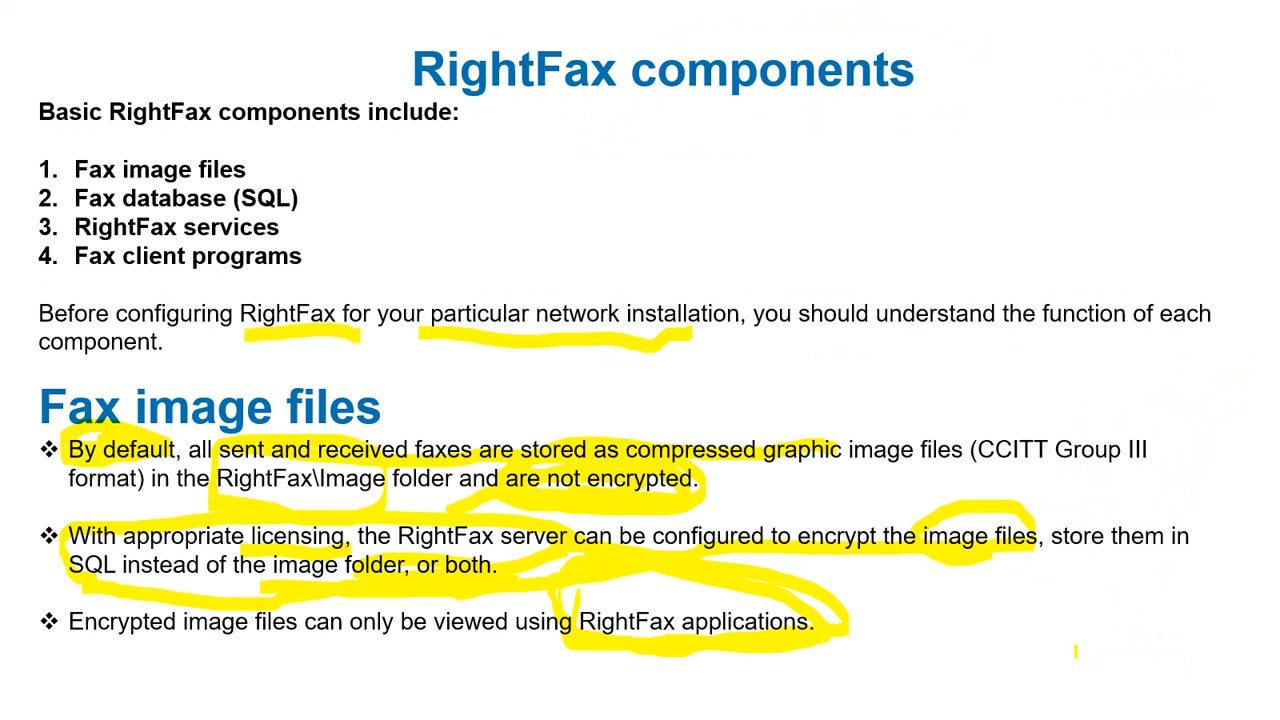 RightFax components
Basic RightFax components include:
1. Fax image files
2. Fax database (SQL)
3. RightFax services
4. Fax client programs
Before configuring RightFax for your particular network installation, you should understand the function of each
component.
Fax image files
❖ By default, all sent and received faxes are stored as compressed graphic image files (CCITT Group III
format) in the RightFax\Image folder and are not encrypted.
❖ With appropriate licensing, the RightFax server can be configured to encrypt the image files, store them in
SQL instead of the image folder, or both.
❖ Encrypted image files can only be viewed using RightFax applications.